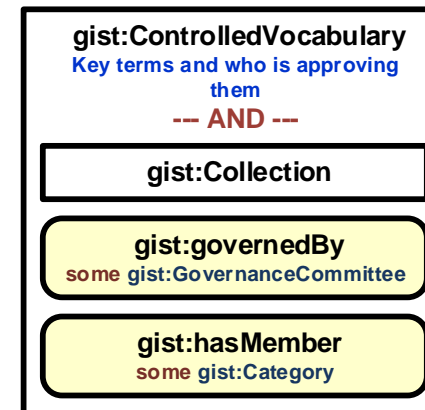 gist:ControlledVocabulary
Key terms and who is approving
them
--- AND ---
gist:Collection
gist:governedBy
some gist:GovernanceCommittee
gist:hasMember
some gist:Category